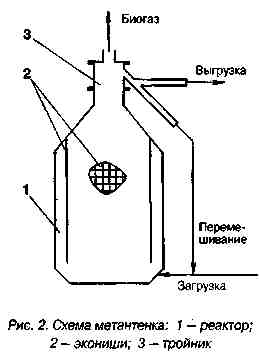 Биогаз
3
Выгрузка
2
1
Переме-
шивание
Загрузка
Рис. 2. Схема метантенка: 1 – реактор;
2 – экониши; 3 – тройник